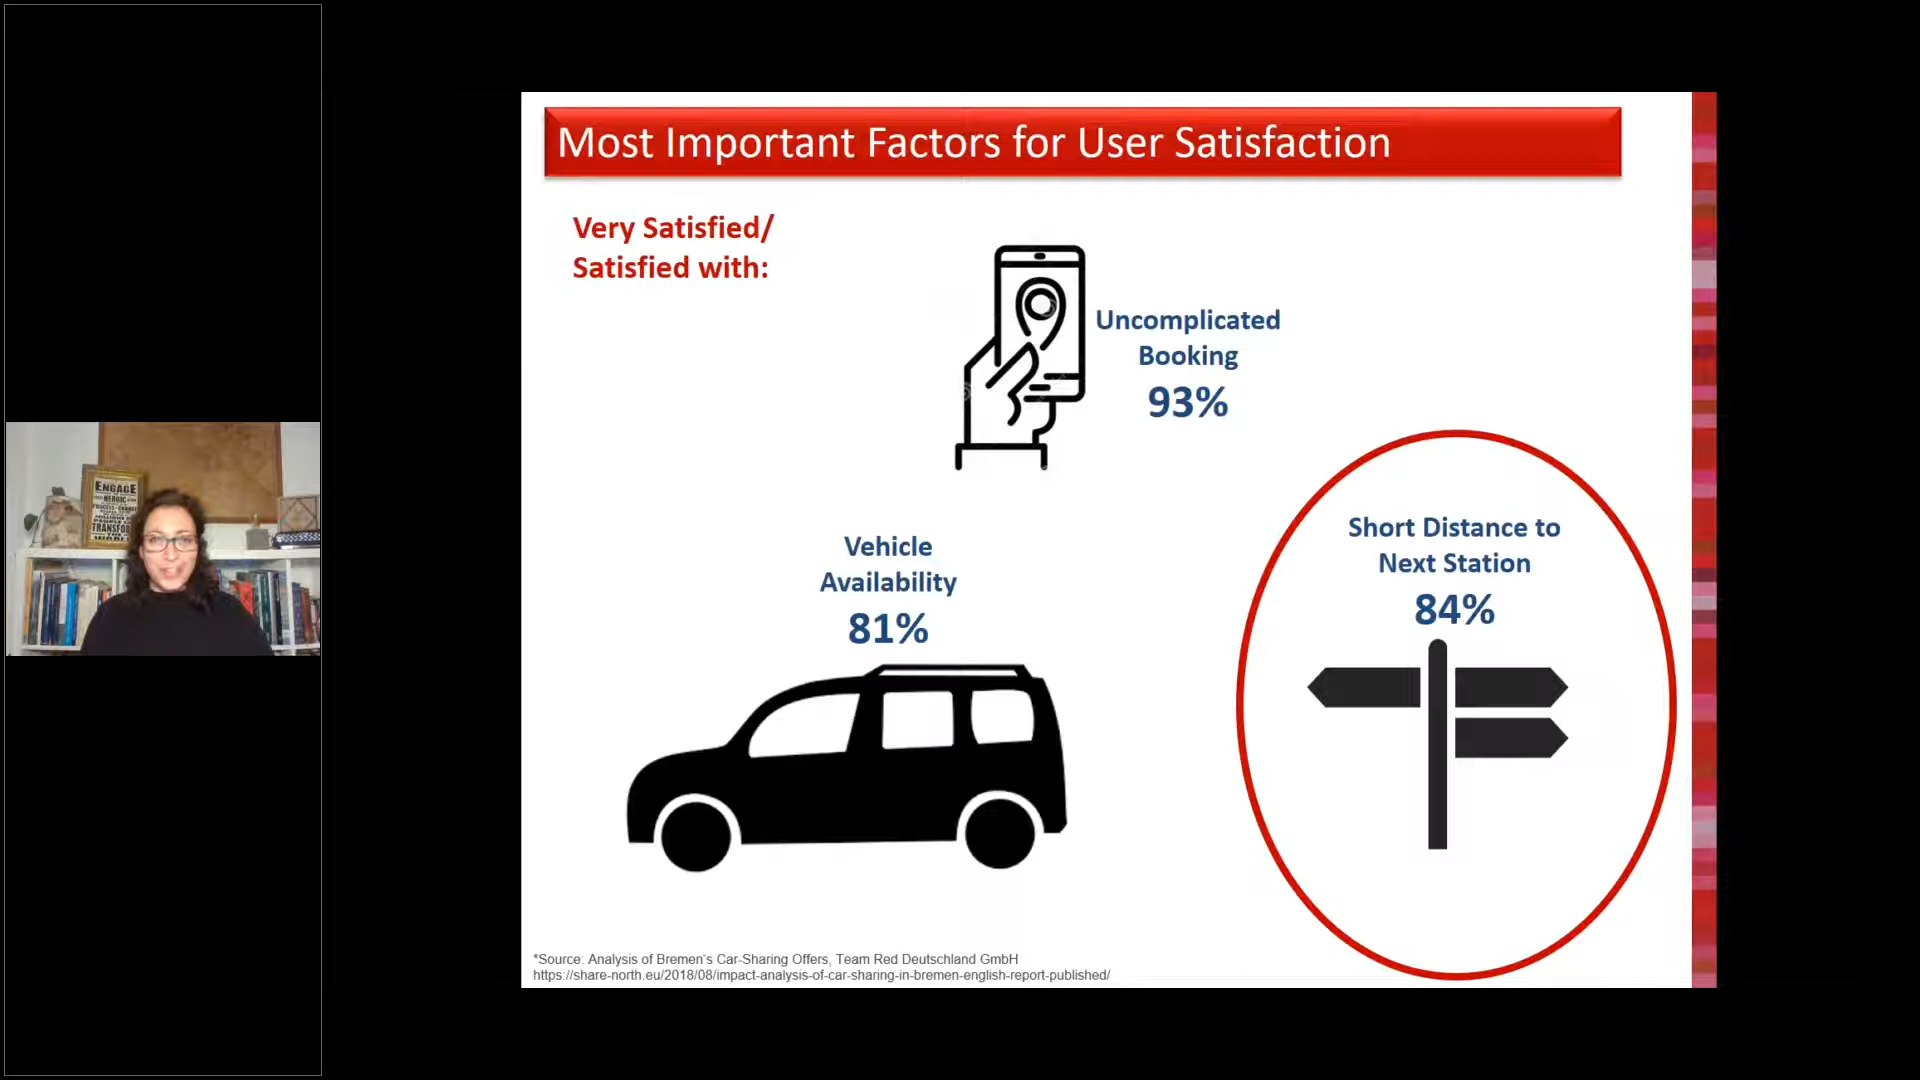 Most Important Factors for User Satisfaction
Very Satisfied/
Satisfied with:
Uncomplicated
Booking
93%
Vehicle
Availability
81%
Short Distance to
Next Station
84%
*Source: Analysis of Bremen's Car-Sharing Offers, Team Red Deutschland GmbH
https://share-north.eu/2018/08/impact-analysis-of-car-sharing-in-bremen-english-report-published/
ENGAGE
HEROIC
TRANSFOR